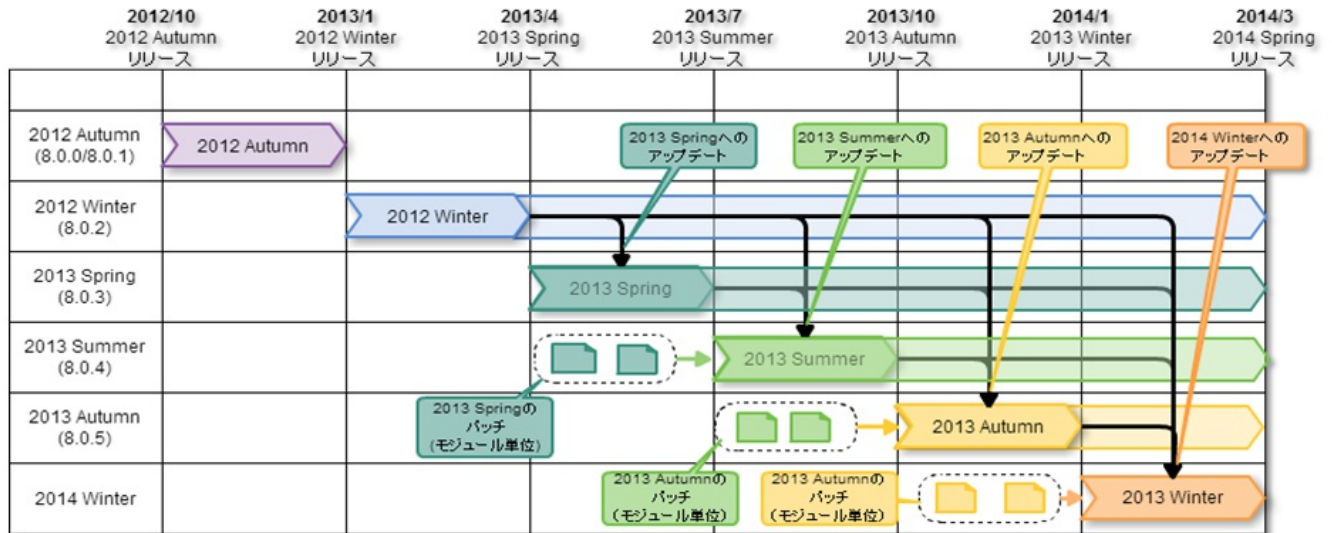 2012/10
2012 Autumn
リリース
2013/1
2012 Winter
リリース
2013/4
2013 Spring
リリース
2013/7
2013 Summer
リリース
2013/10
2013 Autumn
リリース
2014/1
2013 Winter
リリース
2014/3
2014 Spring
リリース
2012 Autumn
(8.0.0/8.0.1)
2012 Autumn
2013 Springへの
アップデート
2013 Summerへの
アップデート
2013 Autumnへの
アップデート
2014 Winterへの
アップデート
2012 Winter
(8.0.2)
2012 Winter
2013 Spring
(8.0.3)
2013 Spring
2013 Summer
(8.0.4)
2013 Summer
2013 Autumn
(8.0.5)
2013 Springの
パッチ
(モジュール単位)
2013 Autumn
2014 Winter
2013 Autumnの
パッチ
(モジュール単位)
2013 Autumnの
パッチ
(モジュール単位)
2013 Winter